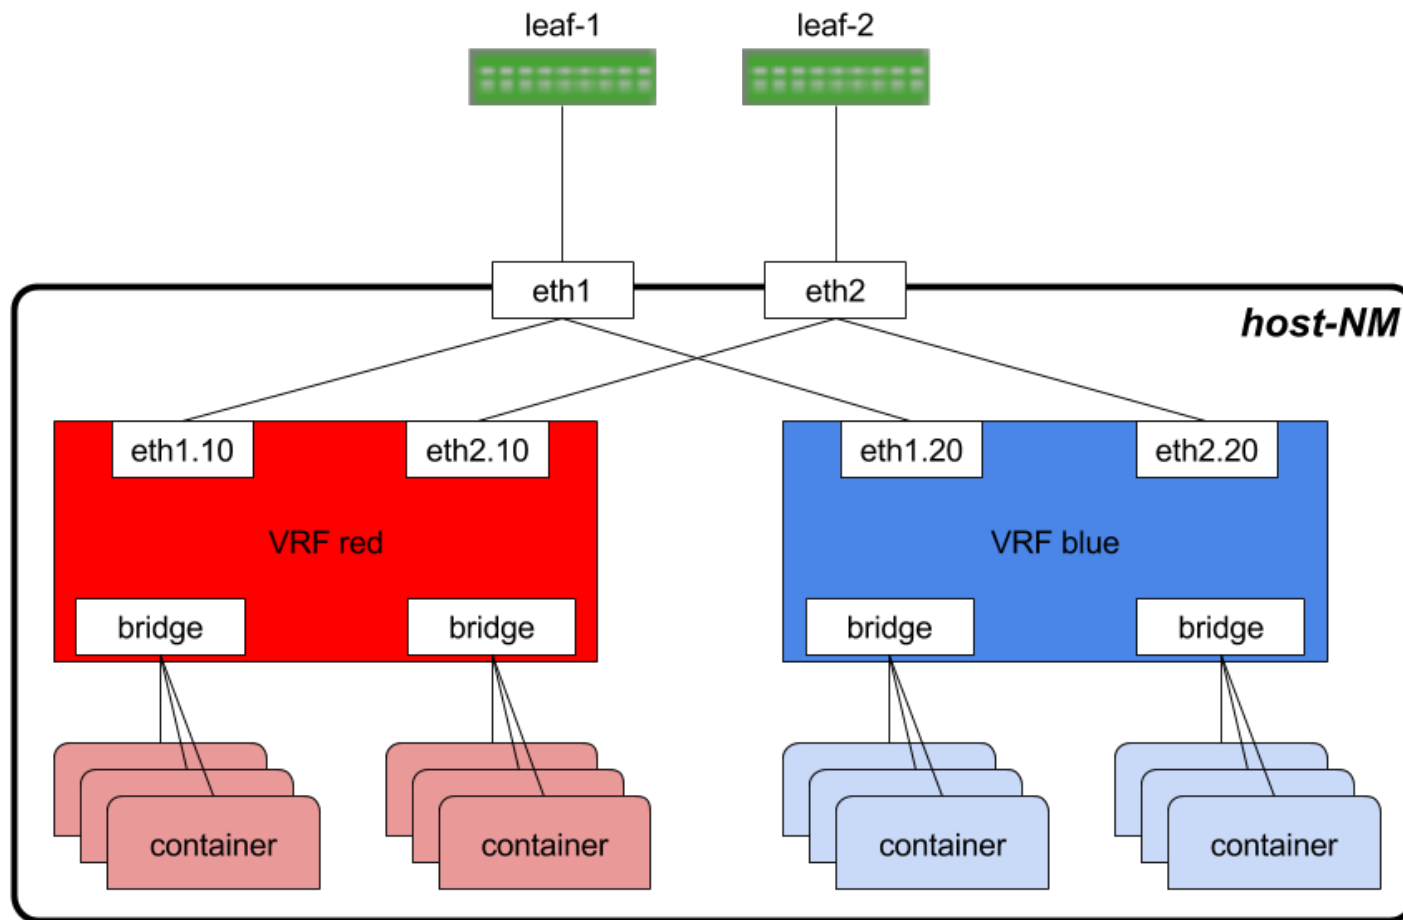 leaf-1
leaf-2
eth1
eth2
host-NM
eth1.10
eth2.10
eth1.20
eth2.20
VRF red
VRF blue
bridge
bridge
bridge
bridge
container
container
container
container